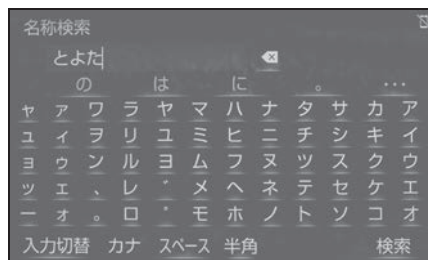 名称検索
とよた
の は に 。 …
ャ ァ ワ ラ ヤ マ ハ ナ タ サ カ ア
ュ ィ ヲ リ ユ ミ ヒ ニ チ シ キ イ
ョ ゥ ン ル ヨ ム フ ヌ ツ ス ク ウ
ッ ェ 、 レ ゛ メ ヘ ネ テ セ ケ エ
ー ォ 。 ロ ゜ モ ホ ノ ト ソ コ オ
入力切替 カナ スペース 半角 検索